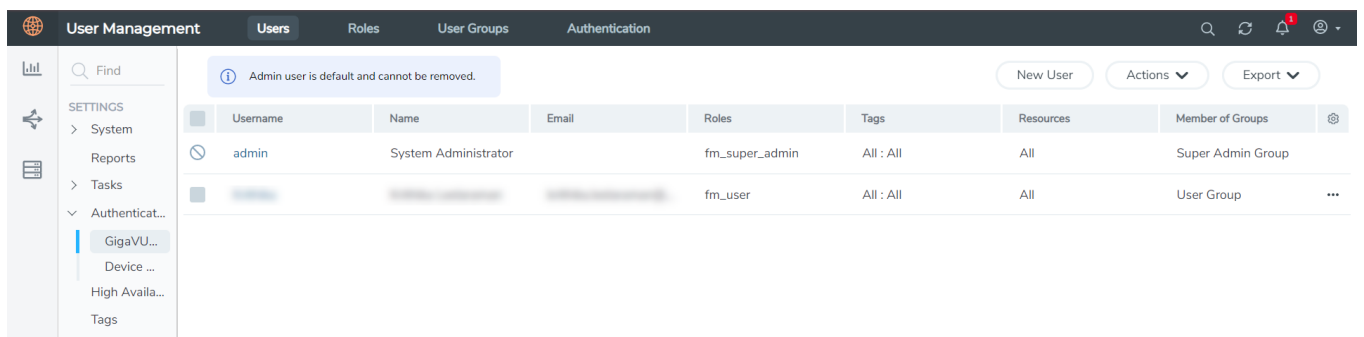 User Management Users Roles User Groups Authentication 1
Find
Admin user is default and cannot be removed. New User Actions Export
SETTINGS
System
Reports
Tasks
Authenticat...
GigaVU...
Device ...
High Availa...
Tags
Username Name Email Roles Tags Resources Member of Groups
admin System Administrator fm_super_admin All : All All Super Admin Group
fm_user All : All All User Group